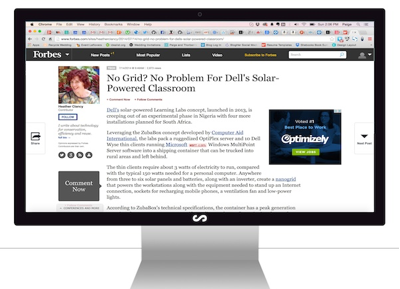 Forbes
New Posts
Most Popular
Lists
Video
Subscribe to Forbes
No Grid? No Problem For Dell's Solar-
Powered Classroom
Heather Clancy
FOLLOW
+ Comment Now
+ Follow Comments
Dell's solar-powered Learning Labs concept, launched in 2013, is
creeping out of an experimental phase in Nigeria with four more
installations planned for South Africa.
Leveraging the ZubaBox concept developed by Computer Aid
International, the labs pack a ruggedized OptiPlex server and 10 Dell
Wyse thin clients running Microsoft Windows MultiPoint
Server software into a shipping container that can be trucked into
rural areas and left behind.
The thin clients require about 3 watts of electricity to run, compared
with the typical 150 watts needed for a personal computer. Anywhere
from three to six solar panels and batteries, along with an inverter, create a
that powers the workstations along with the equipment needed to stand up an Internet
connection, sockets for recharging mobile phones, a ventilation fan and low-power
lights.
According to ZubaBox's technical specifications, the container has a peak generation
Voted #1
Best Place to Work
Optimizely
VIEW JOBS
Share
Next Post
Comment
Now